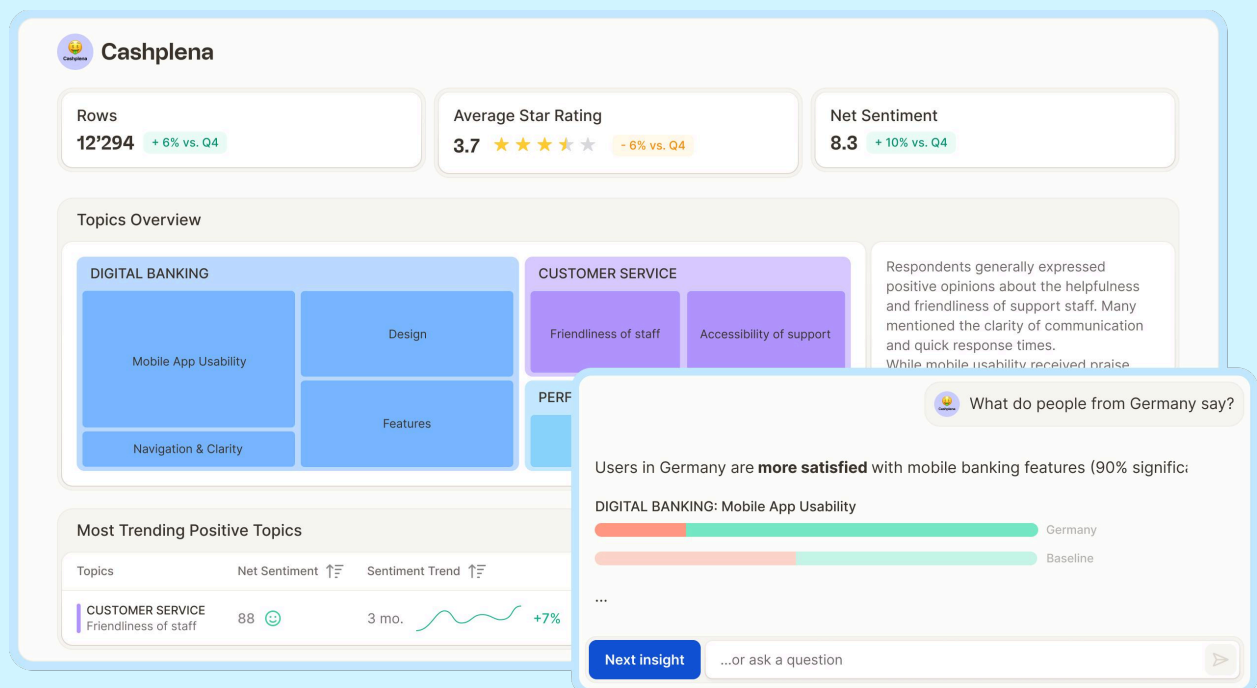 Cashplena
Cashplena
Rows
12’294 + 6% vs. Q4
Average Star Rating
3.7 - 6% vs. Q4
Net Sentiment
8.3 + 10% vs. Q4
Topics Overview
DIGITAL BANKING
Mobile App Usability
Navigation & Clarity
Design
Features
CUSTOMER SERVICE
Friendliness of staff
Accessibility of support
PERF
Respondents generally expressed
positive opinions about the helpfulness
and friendliness of support staff. Many
mentioned the clarity of communication
and quick response times.
While mobile usability received praise
Most Trending Positive Topics
Topics Net Sentiment Sentiment Trend
CUSTOMER SERVICE
Friendliness of staff
88 3 mo. +7%
Cashplena
What do people from Germany say?
Users in Germany are more satisfied with mobile banking features (90%
DIGITAL BANKING: Mobile App Usability
Germany
Baseline
...
Next insight
...or ask a question